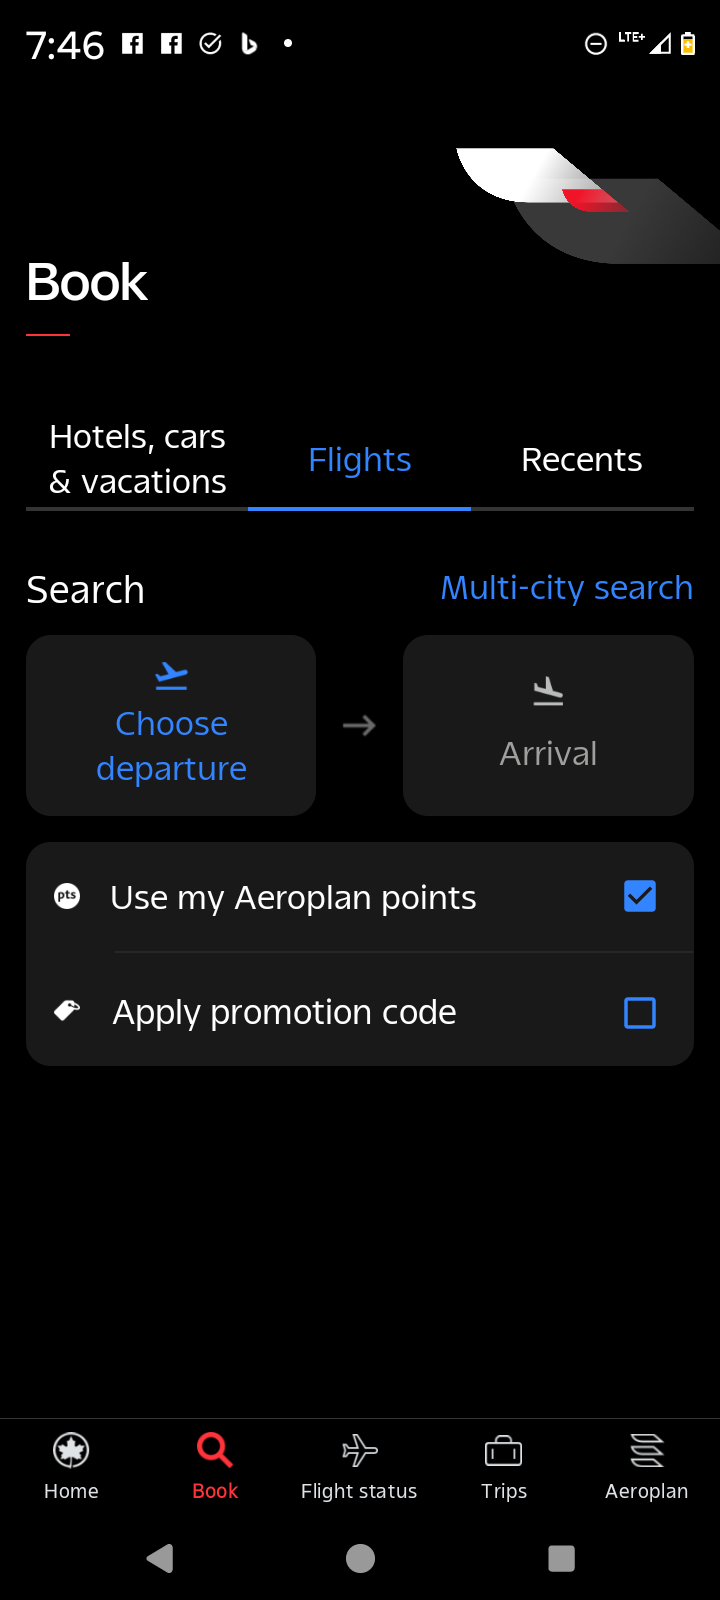 7:46
LTE+
Book
Hotels, cars
& vacations
Flights
Recents
Search
Multi-city search
Choose
departure
Arrival
pts
Use my Aeroplan points
Apply promotion code
Home
Book
Flight status
Trips
Aeroplan